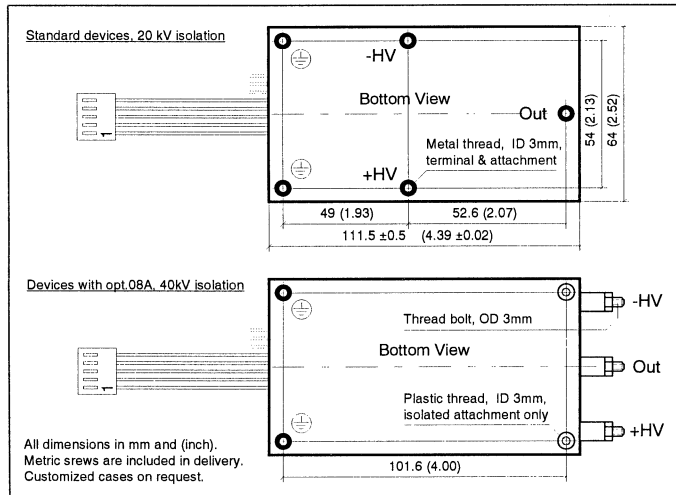 Standard devices, 20 kV isolation
-HV
Bottom View
Out
Metal thread, ID 3mm,
terminal & attachment
+HV
1
54 (2.13)
64 (2.52)
49 (1.93)
52.6 (2.07)
111.5 ±0.5 (4.39 ±0.02)
Devices with opt.08A, 40kV isolation
-HV
Thread bolt, OD 3mm
Bottom View
Out
1
Plastic thread, ID 3mm,
isolated attachment only
+HV
All dimensions in mm and (inch).
Metric srews are included in delivery.
Customized cases on request.
101.6 (4.00)